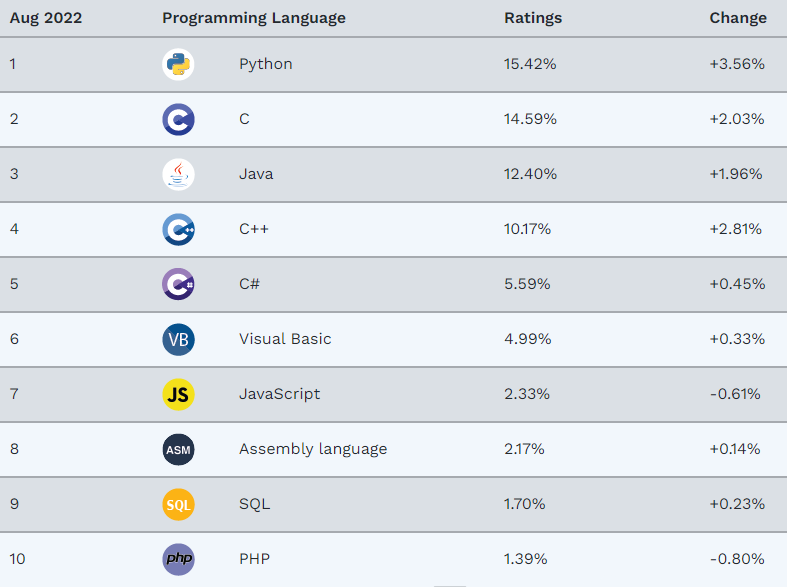 Aug 2022 Programming Language Ratings Change
1 Python 15.42% +3.56%
2 C C 14.59% +2.03%
3 Java 12.40% +1.96%
4 C++ C++ 10.17% +2.81%
5 C# C# 5.59% +0.45%
6 VB Visual Basic 4.99% +0.33%
7 JS JavaScript 2.33% -0.61%
8 ASM Assembly language 2.17% +0.14%
9 SQL SQL 1.70% +0.23%
10 php PHP 1.39% -0.80%